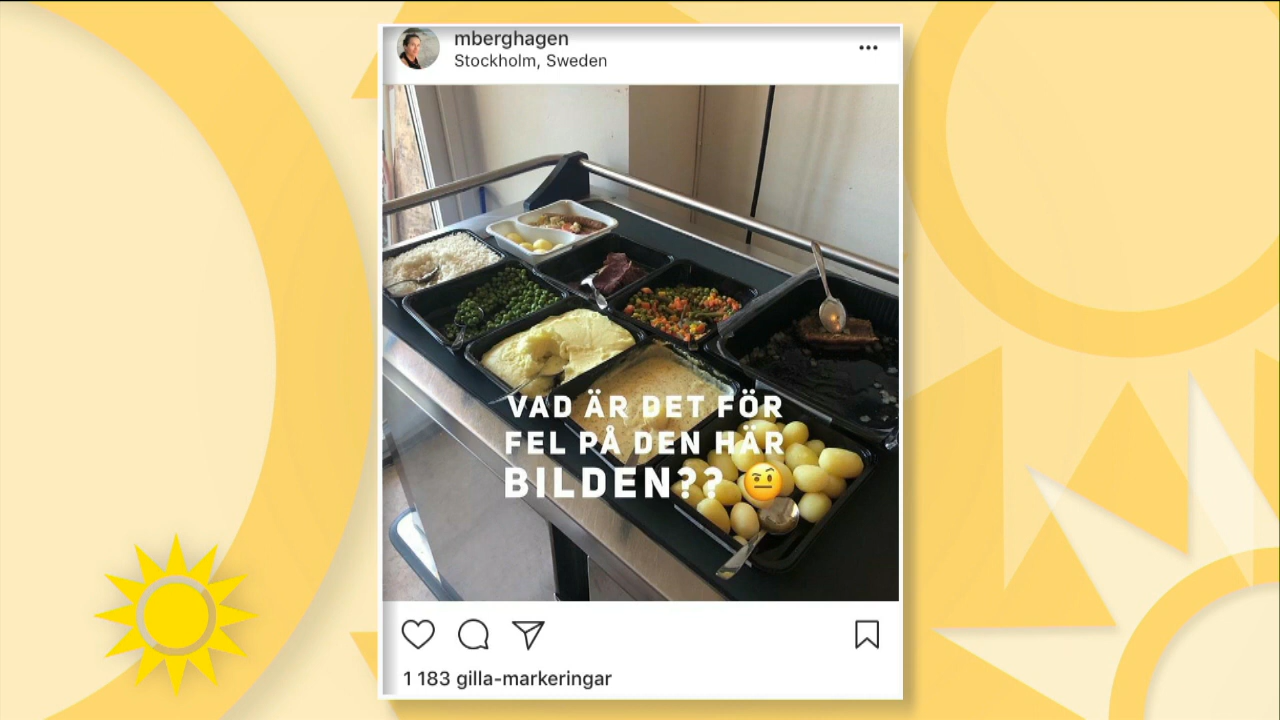 mberghagen
Stockholm, Sweden
VAD ÄR DET FÖR
FEL PÅ DEN HÄR
BILDEN??
1 183 gilla-markeringar